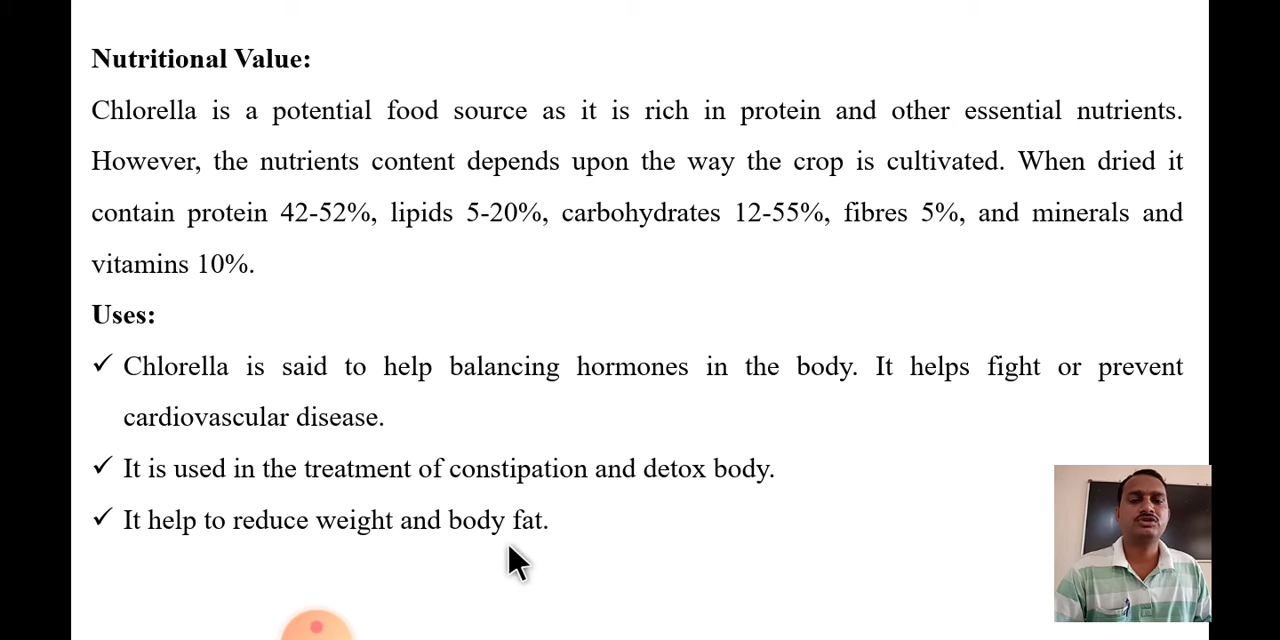 Nutritional Value:
Chlorella is a potential food source as it is rich in protein and other essential nutrients.
However, the nutrients content depends upon the way the crop is cultivated. When dried it
contain protein 42-52%, lipids 5-20%, carbohydrates 12-55%, fibres 5%, and minerals and
vitamins 10%.
Uses:
✓ Chlorella is said to help balancing hormones in the body. It helps fight or prevent
cardiovascular disease.
✓ It is used in the treatment of constipation and detox body.
✓ It help to reduce weight and body fat.